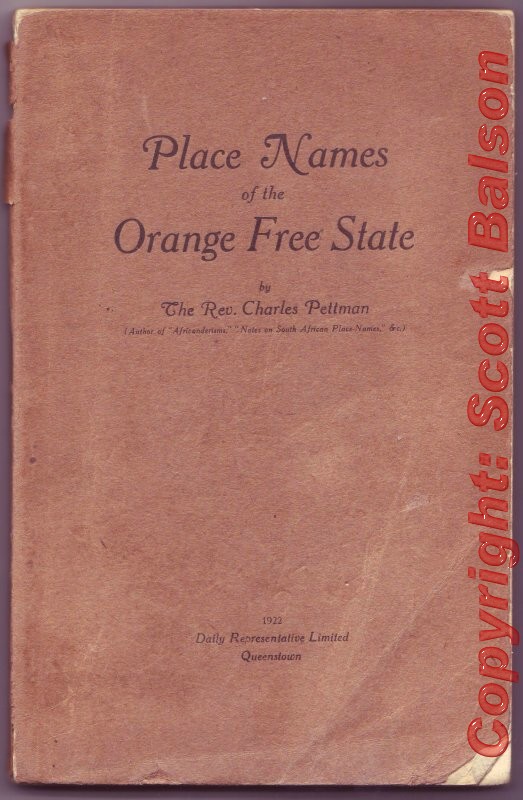 Place Names
of the
Orange Free State
by
The Rev. Charles Pettman
(Author of "Africanderisms," "Notes on South African Place-Names," &c.)
1922
Daily Representative Limited
Queenstown
Copyright: Scott Balson